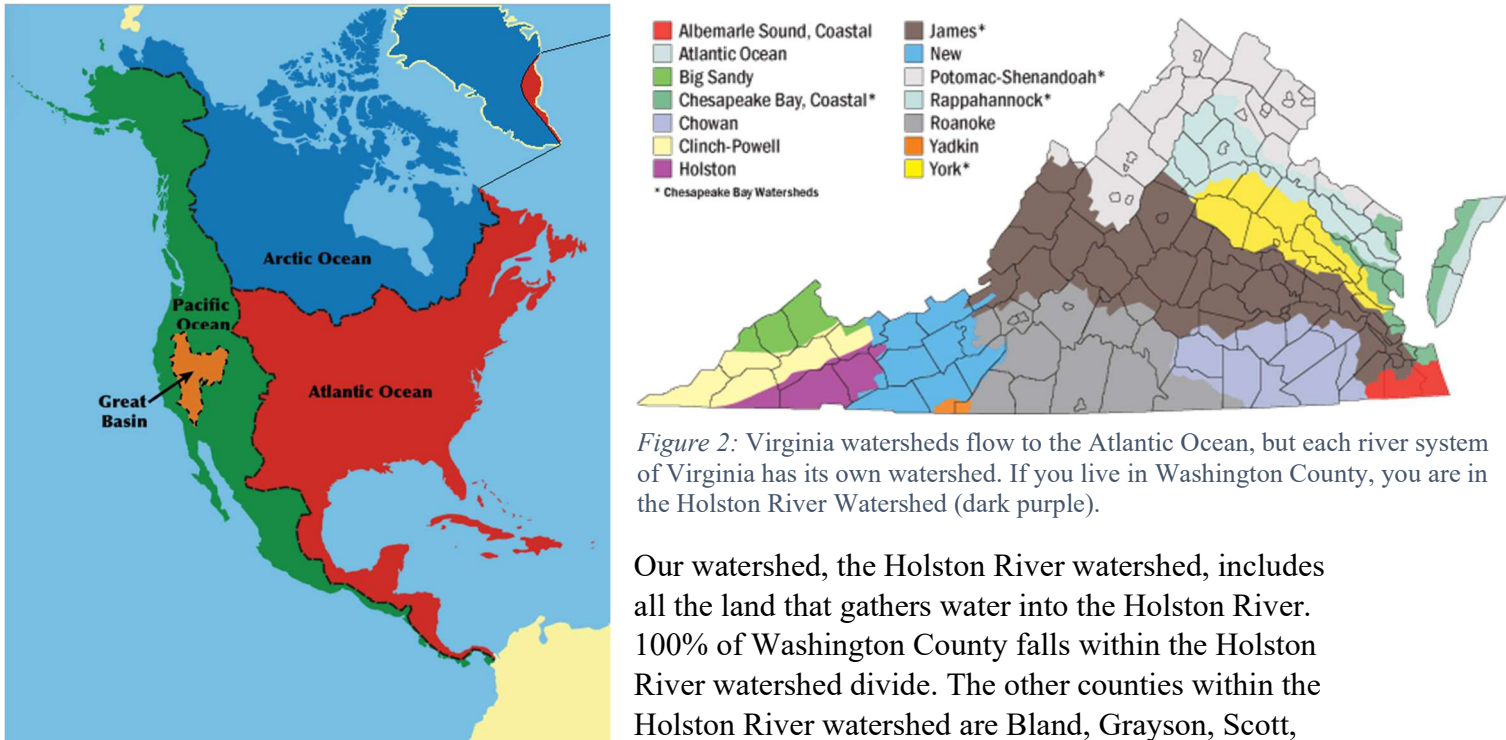 Arctic Ocean
Pacific
Ocean
Great
Basin
Atlantic Ocean
Albemarle Sound, Coastal
Atlantic Ocean
Big Sandy
Chesapeake Bay, Coastal*
Chowan
Clinch-Powell
Holston
* Chesapeake Bay Watersheds
James*
New
Potomac-Shenandoah*
Rappahannock*
Roanoke
Yadkin
York*
Figure 2: Virginia watersheds flow to the Atlantic Ocean, but each river system
of Virginia has its own watershed. If you live in Washington County, you are in
the Holston River Watershed (dark purple).
Our watershed, the Holston River watershed, includes
all the land that gathers water into the Holston River.
100% of Washington County falls within the Holston
River watershed divide. The other counties within the
Holston River watershed are Bland, Grayson, Scott,